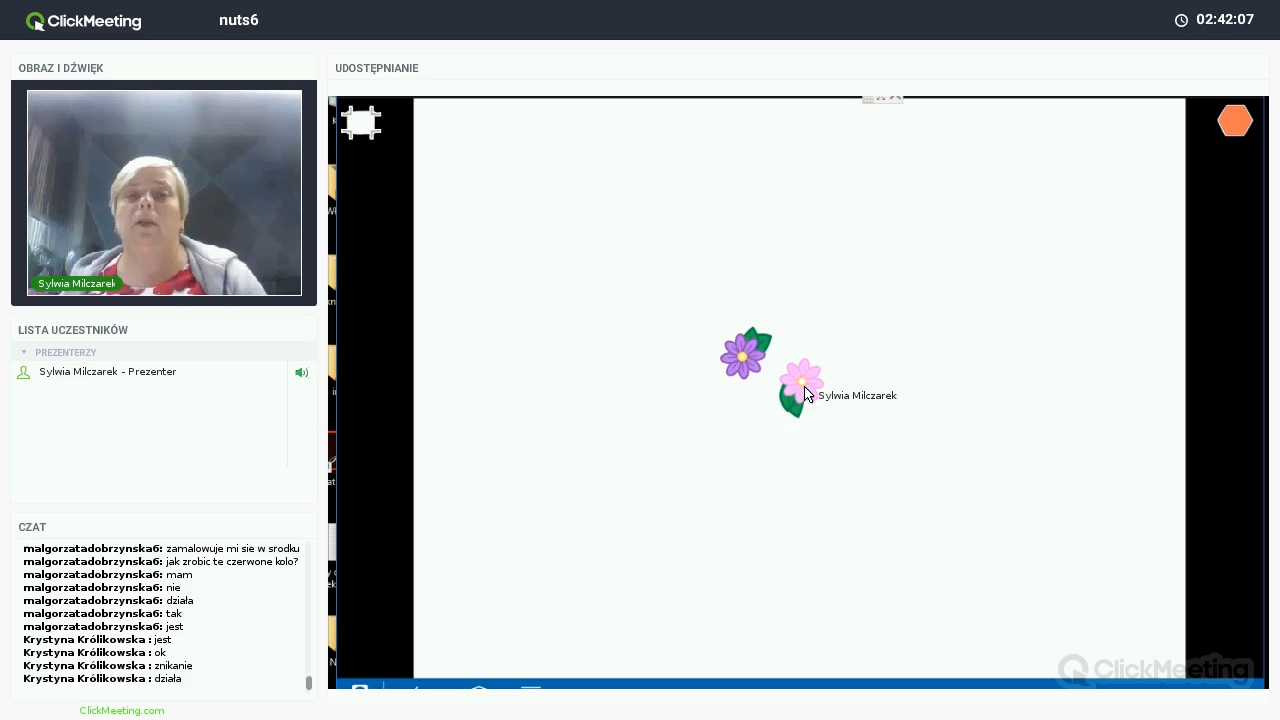 ClickMeeting
nuts6
02:42:07
OBRAZ I DŹWIĘK
UDOSTĘPNIANIE
Sylwia Milczarek
LISTA UCZESTNIKÓW
PREZENTERZY
Sylwia Milczarek - Prezenter
Sylwia Milczarek
CZAT
malgorzatadobrzynska6: zamalowuje mi sie w srodku
malgorzatadobrzynska6: jak zrobic te czerwone kolo?
malgorzatadobrzynska6: mam
malgorzatadobrzynska6: nie
malgorzatadobrzynska6: działa
malgorzatadobrzynska6: tak
malgorzatadobrzynska6: jest
Krystyna Królikowska : jest
Krystyna Królikowska : ok
Krystyna Królikowska : znikanie
Krystyna Królikowska : działa
ClickMeeting
ClickMeeting.com